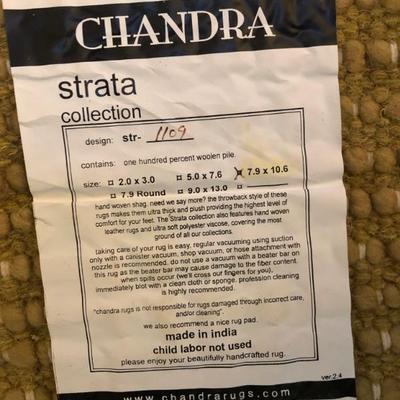 CHANDRA
strata
collection
design: str- 1109
contains: one hundred percent woolen pile.
size: ¤ 2.0 x 3.0 ¤ 5.0 x 7.6 x 7.9 x 10.6
¤ 7.9 Round ¤ 9.0 x 13.0 ¤
hand woven shag. need we say more? the throwback style of these
rugs makes them ultra thick and plush providing the highest level of
comfort for your feet. The Strata collection also features hand woven
leather rugs and ultra soft polyester viscose, covering the most
ground of all our collections.
taking care of your rug is easy, regular vacuuming using suction
only with a canister vacuum, shop vacuum, or hose attachment with
nozzle is recommended. do not use a vacuum with a beater bar on
this rug as the beater bar may cause damage to the fiber content.
when spills occur (we'll cross our fingers for you),
immediately blot with a clean cloth or sponge. profession cleaning
is highly recommended.
"chandra rugs is not responsible for rugs damaged through incorrect care,
and/or cleaning".
we also recommend a nice rug pad.
made in india
child labor not used
please enjoy your beautifully handcrafted rug.
ver.2.4
www.chandrarugs.com